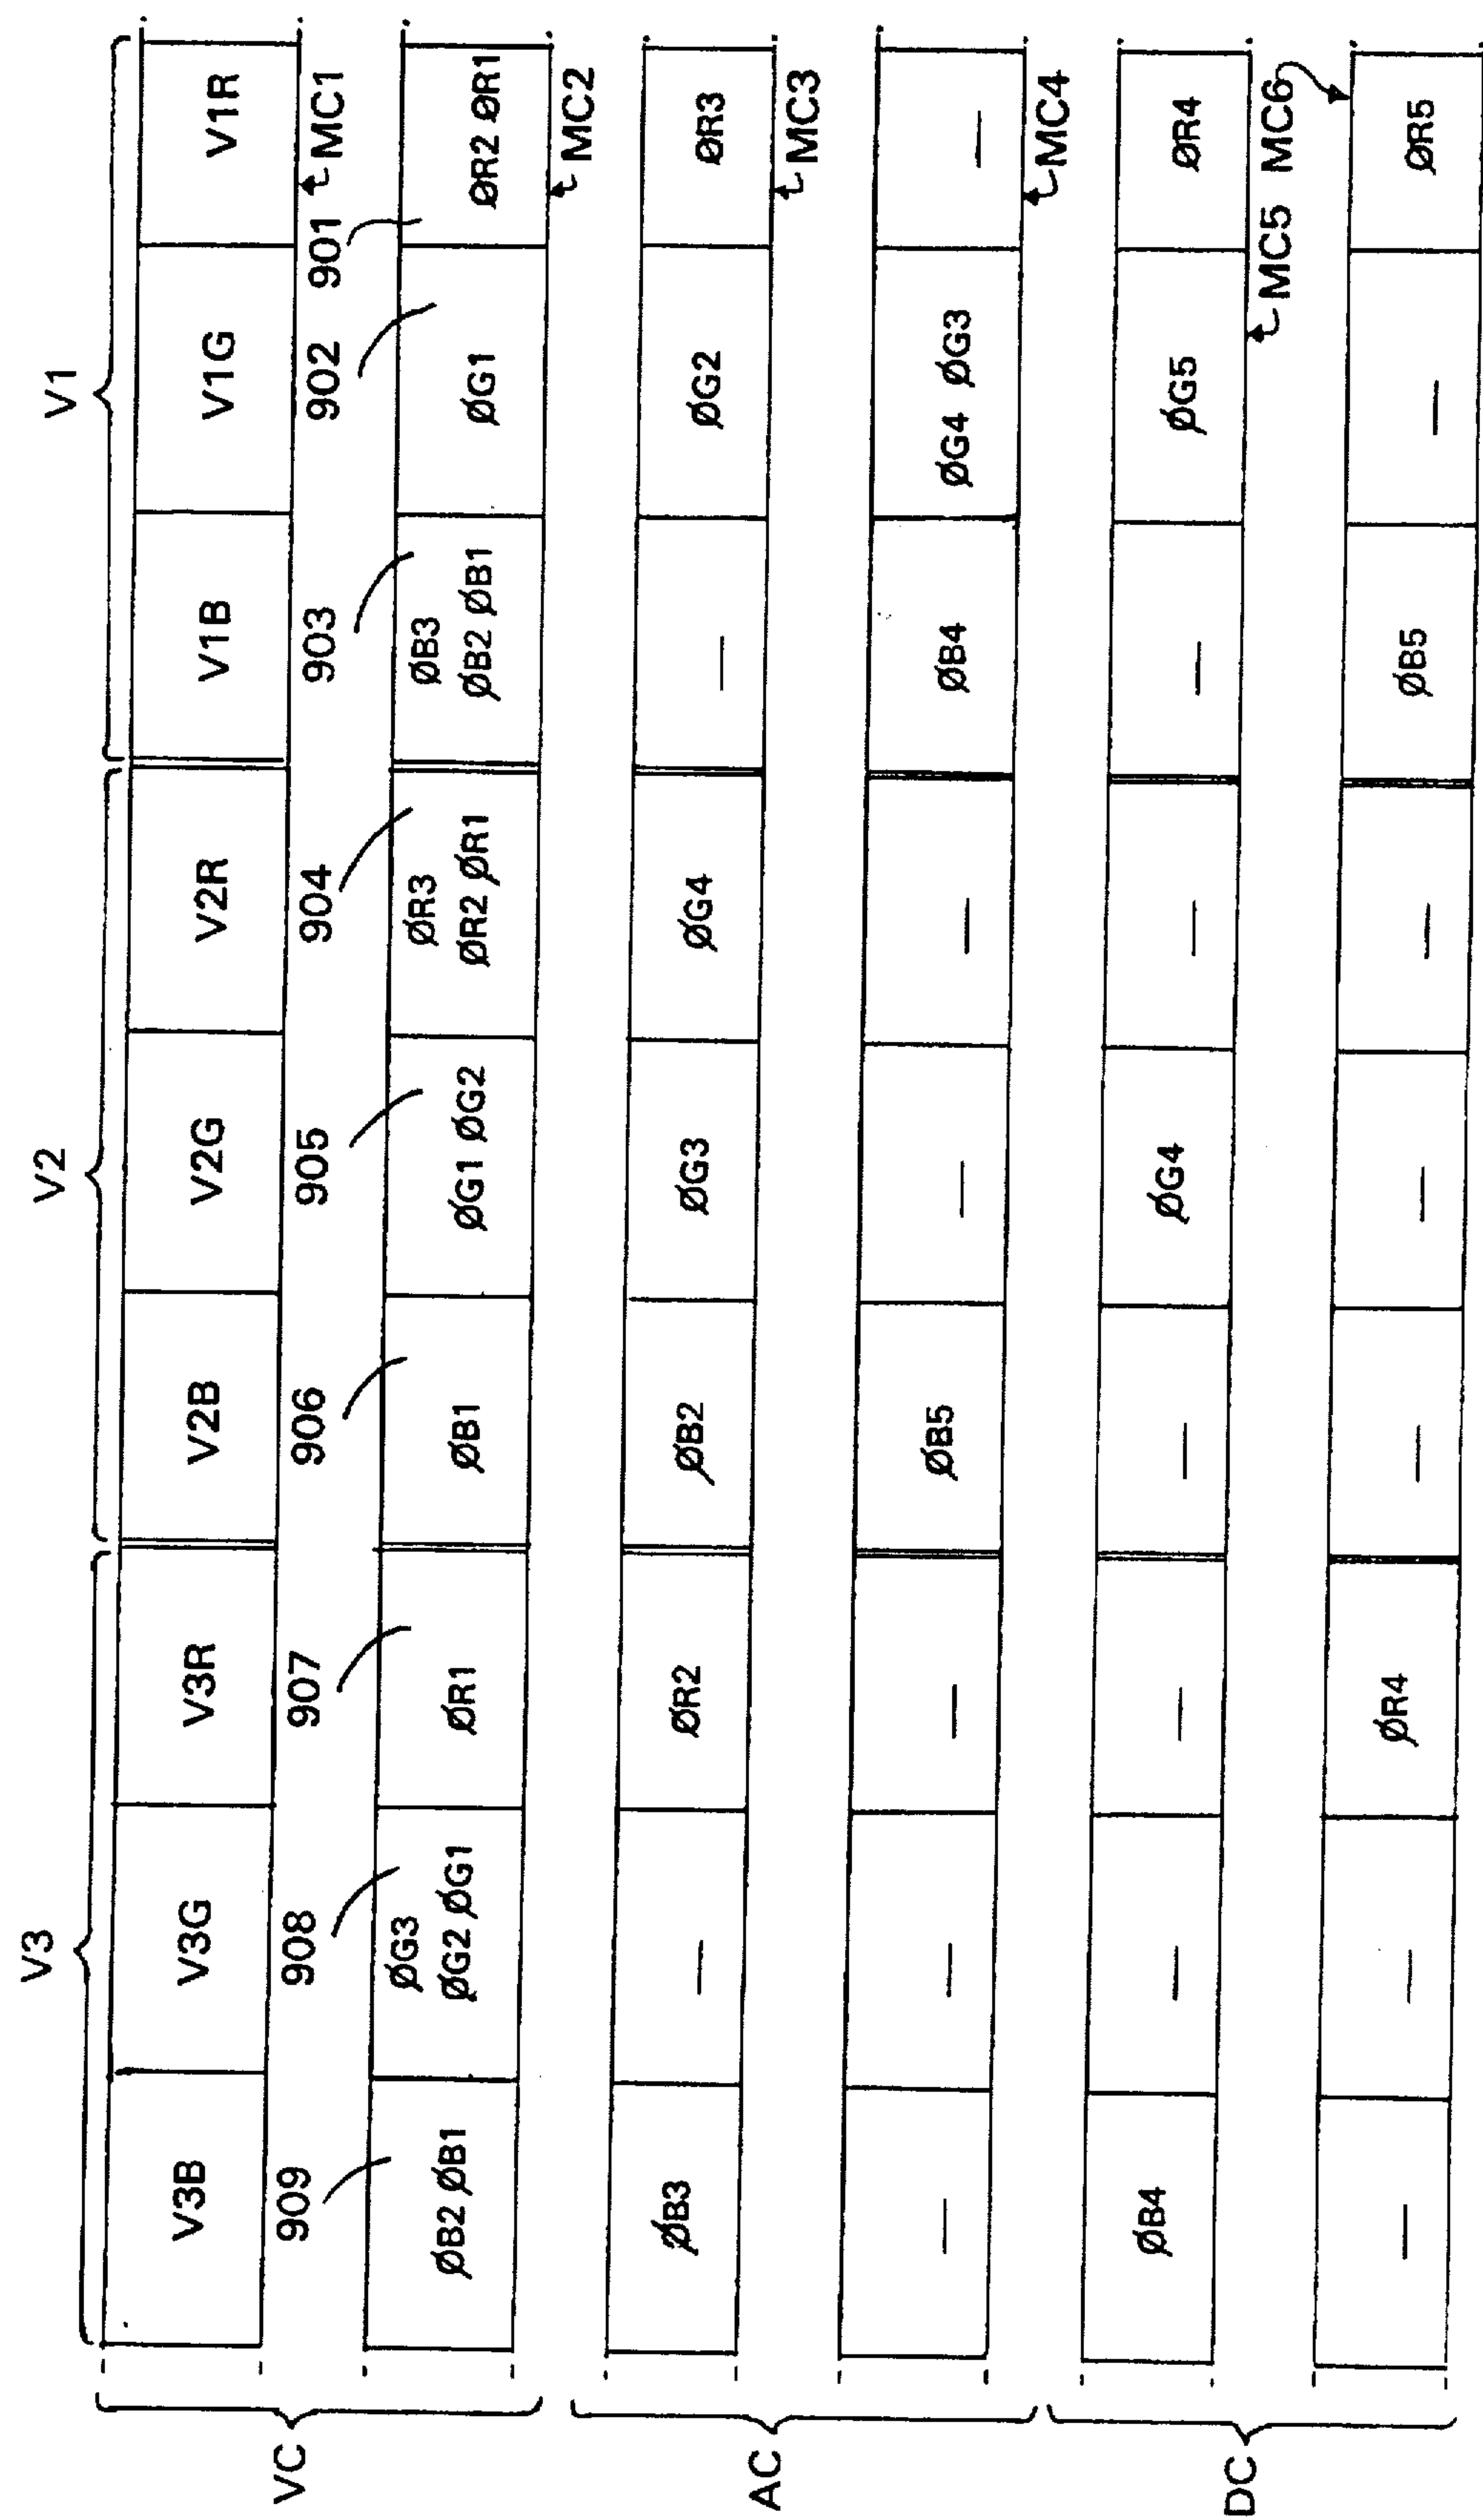 V3 V2 V1
V3B V3G V3R V2B V2G V2R V1B V1G V1R
VC
909 908 907 906 905 904 903 902 901 MC1
ØG3 ØR3 ØB3
ØB2 ØB1 ØG2 ØG1 ØR1 ØB1 ØG1 ØG2 ØR2 ØR1 ØB2 ØB1 ØG1 ØR2 ØR1
MC2
ØB3 — ØR2 ØB2 ØG3 ØG4 — ØG2 ØR3
AC
MC3
— — — ØB5 — — ØB4 ØG4 ØG3 —
MC4
ØB4 — — — ØG4 — — ØG5 ØR4
DC
MC5 MC6
— — ØR4 — — — ØB5 — ØR5